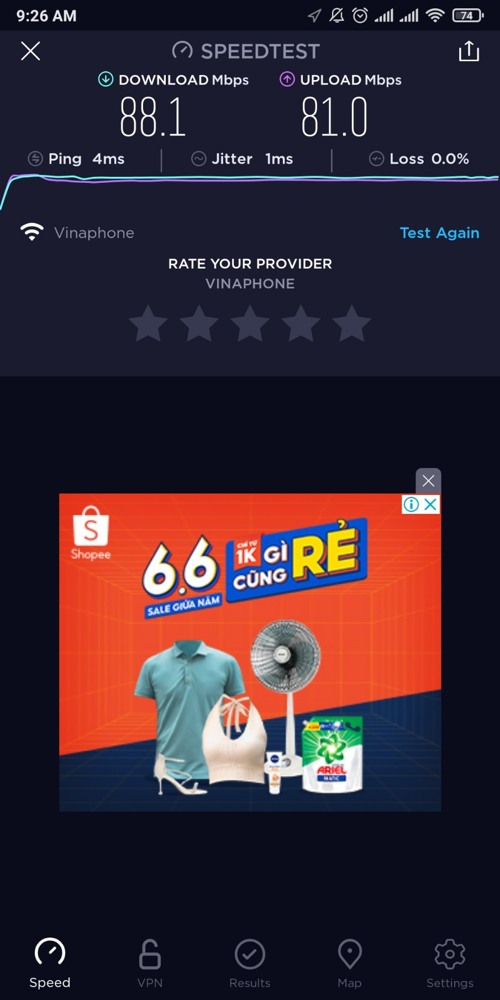 9:26 AM
74
SPEEDTEST
DOWNLOAD Mbps
UPLOAD Mbps
88.1
81.0
Ping 4ms
Jitter 1ms
Loss 0.0%
Vinaphone
Test Again
RATE YOUR PROVIDER
VINAPHONE
S
Shopee
6.6
SALE GIỮA NĂM
CHỈ TỪ
1K GÌ
CŨNG
RẺ
NIVEA
ARIEL
MATIC
Speed
VPN
Results
Map
Settings